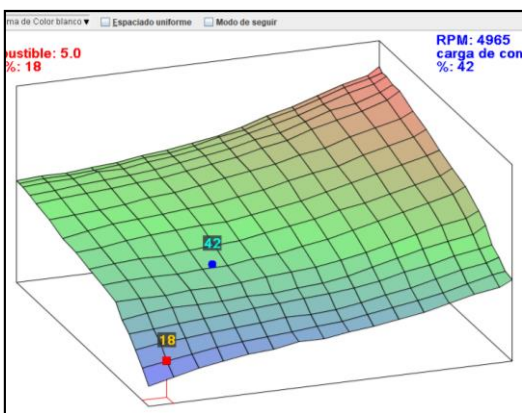 ma de Color blanco ▼ Espaciado uniforme Modo de seguir
ustible: 5.0
%: 18
RPM: 4965
carga de con
%: 42
42
18